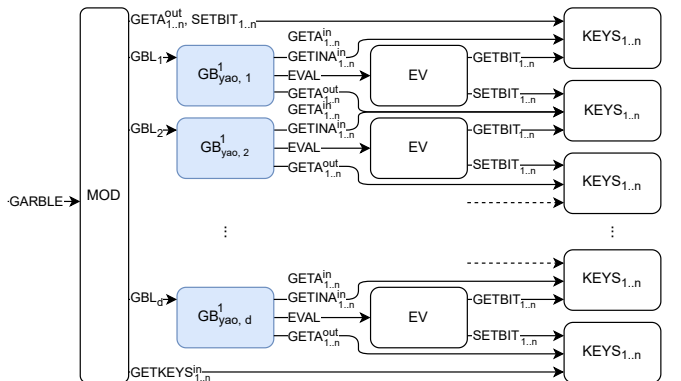 GETA^out_1..n, SETBIT_1..n
KEYS_1..n
GETA^in_1..n
GBL_1
GB^1_yao, 1
GETINA^in_1..n
EVAL
EV
GETBIT_1..n
GETA^out_1..n
SETBIT_1..n
KEYS_1..n
GETA^in_1..n
GBL_2
GB^1_yao, 2
GETINA^in_1..n
EVAL
EV
GETBIT_1..n
GETA^out_1..n
SETBIT_1..n
KEYS_1..n
GARBLE
MOD
⋮
⋮
GETA^in_1..n
KEYS_1..n
GBL_d
GB^1_yao, d
GETINA^in_1..n
EVAL
EV
GETBIT_1..n
GETA^out_1..n
SETBIT_1..n
KEYS_1..n
GETKEYS^in_1..n